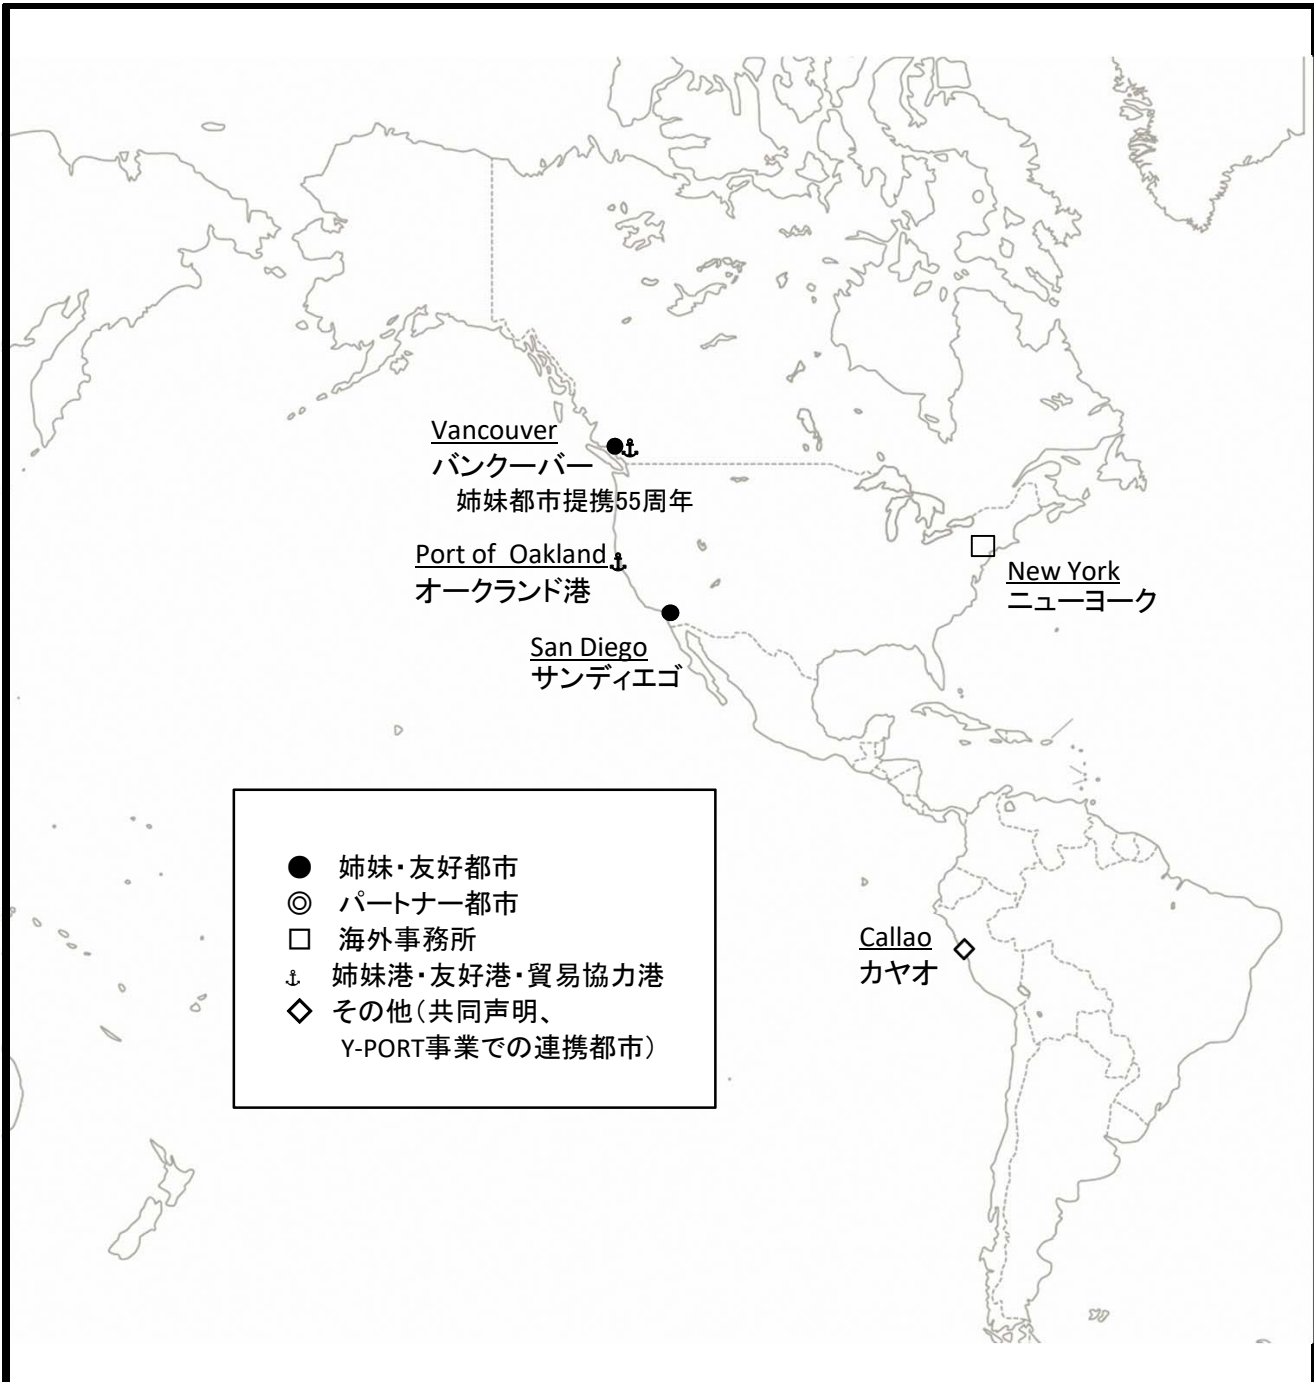 Vancouver
バンクーバー
姉妹都市提携55周年
Port of Oakland
オークランド港
San Diego
サンディエゴ
New York
ニューヨーク
● 姉妹・友好都市
◎ パートナー都市
□ 海外事務所
⚓ 姉妹港・友好港・貿易協力港
◇ その他(共同声明、
Y-PORT事業での連携都市)
Callao
カヤオ